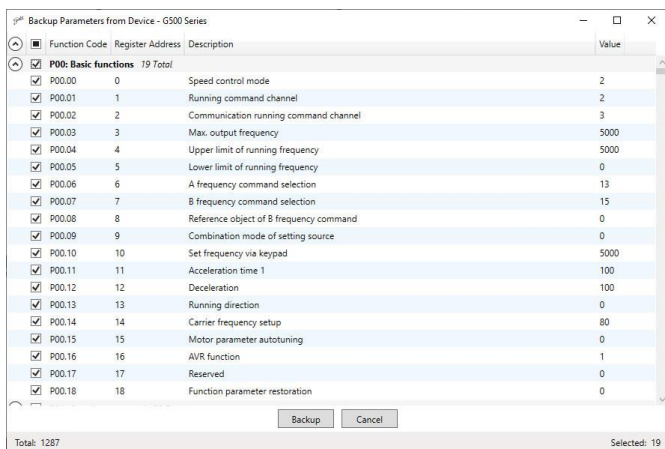 Backup Parameters from Device - G500 Series
Function Code Register Address Description Value
P00: Basic functions 19 Total
P00.00 0 Speed control mode 2
P00.01 1 Running command channel 2
P00.02 2 Communication running command channel 3
P00.03 3 Max. output frequency 5000
P00.04 4 Upper limit of running frequency 5000
P00.05 5 Lower limit of running frequency 0
P00.06 6 A frequency command selection 13
P00.07 7 B frequency command selection 15
P00.08 8 Reference object of B frequency command 0
P00.09 9 Combination mode of setting source 0
P00.10 10 Set frequency via keypad 5000
P00.11 11 Acceleration time 1 100
P00.12 12 Deceleration 100
P00.13 13 Running direction 0
P00.14 14 Carrier frequency setup 80
P00.15 15 Motor parameter autotuning 0
P00.16 16 AVR function 1
P00.17 17 Reserved 0
P00.18 18 Function parameter restoration 0
Backup Cancel
Total: 1287 Selected: 19